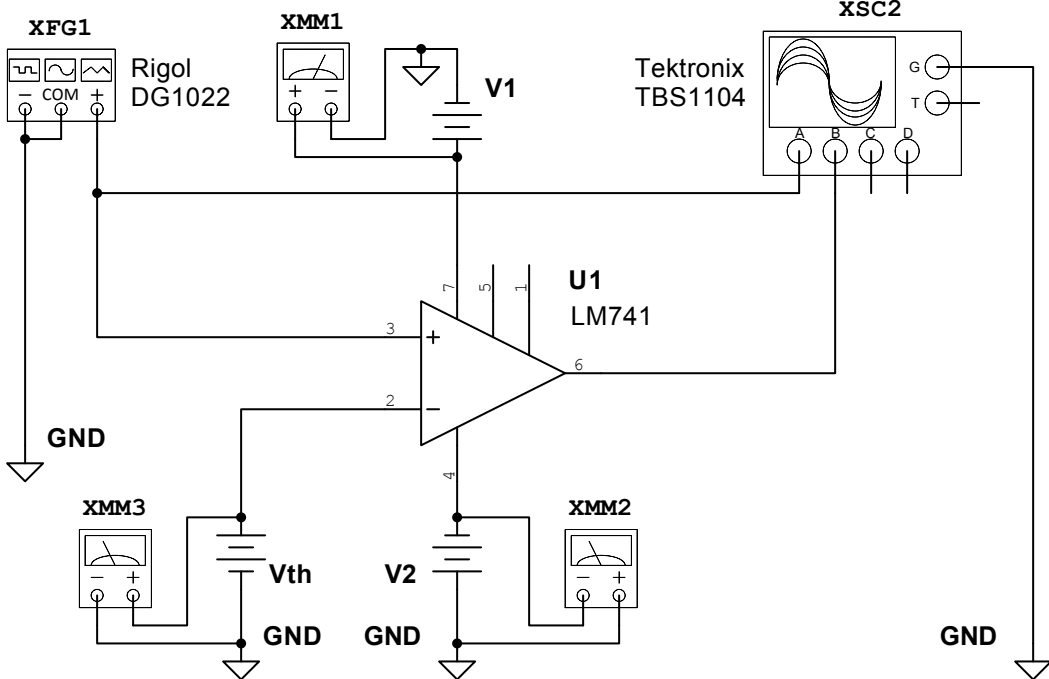 XFG1
XMM1
XSC2
Rigol
DG1022
Tektronix
TBS1104
V1
G
T
− COM +
+ −
A B C D
7
5
1
U1
LM741
3
+
6
2
−
4
GND
XMM3
XMM2
− +
Vth
V2
− +
GND
GND
GND